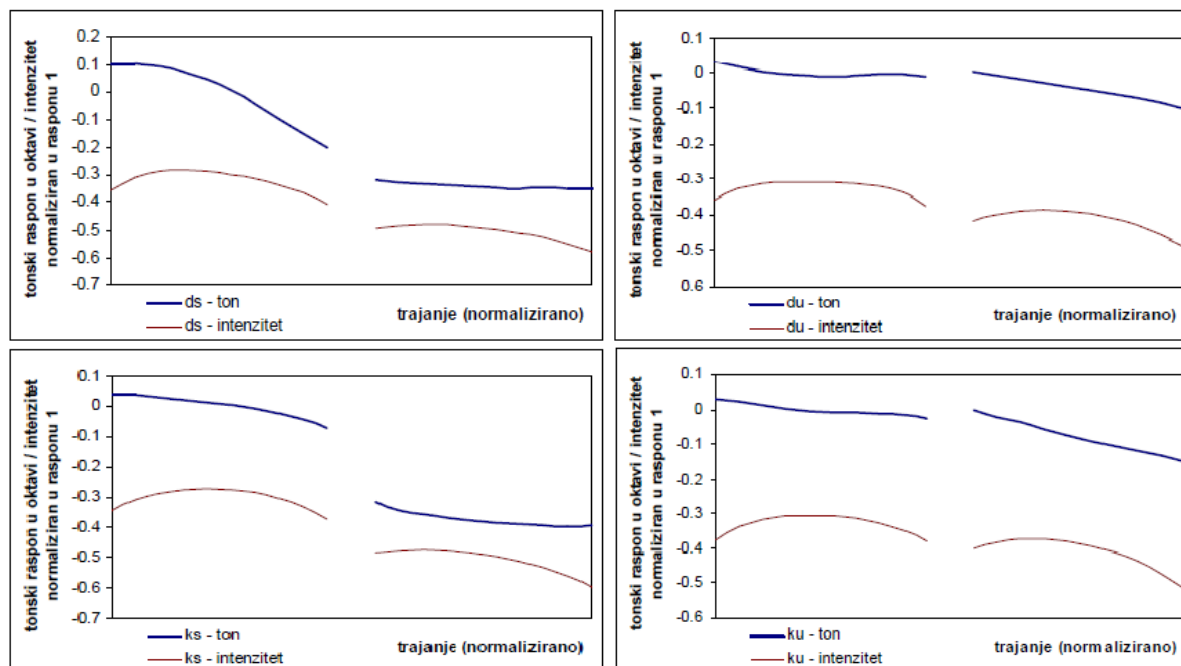 tonski raspon u oktavi / intenzitet
normaliziran u rasponu 1
0.2
0.1
0
-0.1
-0.2
-0.3
-0.4
-0.5
-0.6
-0.7
ds - ton
ds - intenzitet
trajanje (normalizirano)
tonski raspon u oktavi / intenzitet
normaliziran u rasponu 1
0.1
0
-0.1
-0.2
-0.3
-0.4
-0.5
0.6
du - ton
du - intenzitet
trajanje (normalizirano)
tonski raspon u oktavi / intenzitet
normaliziran u rasponu 1
0.1
0
-0.1
-0.2
-0.3
-0.4
-0.5
-0.6
-0.7
ks - ton
ks - intenzitet
trajanje (normalizirano)
tonski raspon u oktavi / intenzitet
normaliziran u rasponu 1
0.1
0
-0.1
-0.2
-0.3
-0.4
-0.5
-0.6
ku - ton
ku - intenzitet
trajanje (normalizirano)